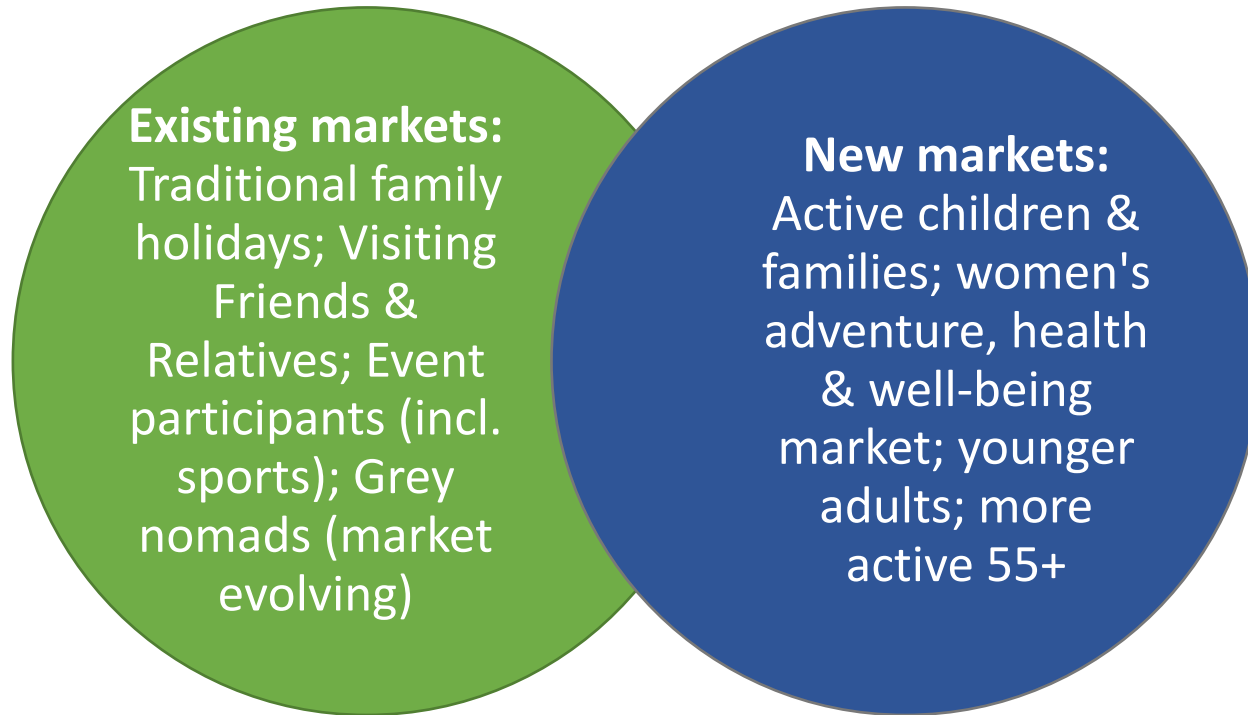 Existing markets:
Traditional family
holidays; Visiting
Friends &
Relatives; Event
participants (incl.
sports); Grey
nomads (market
evolving)
New markets:
Active children &
families; women's
adventure, health
& well-being
market; younger
adults; more
active 55+